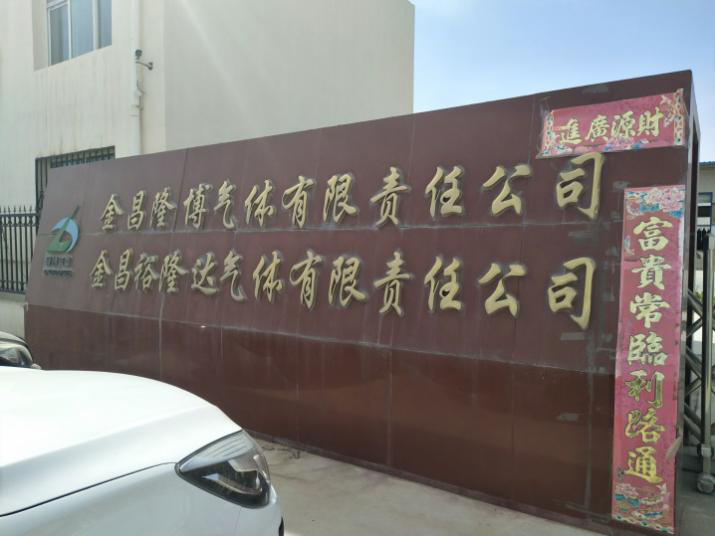 進廣源財
金昌隆博气体有限责任公司
金昌裕隆达气体有限责任公司
富貴常臨利路通